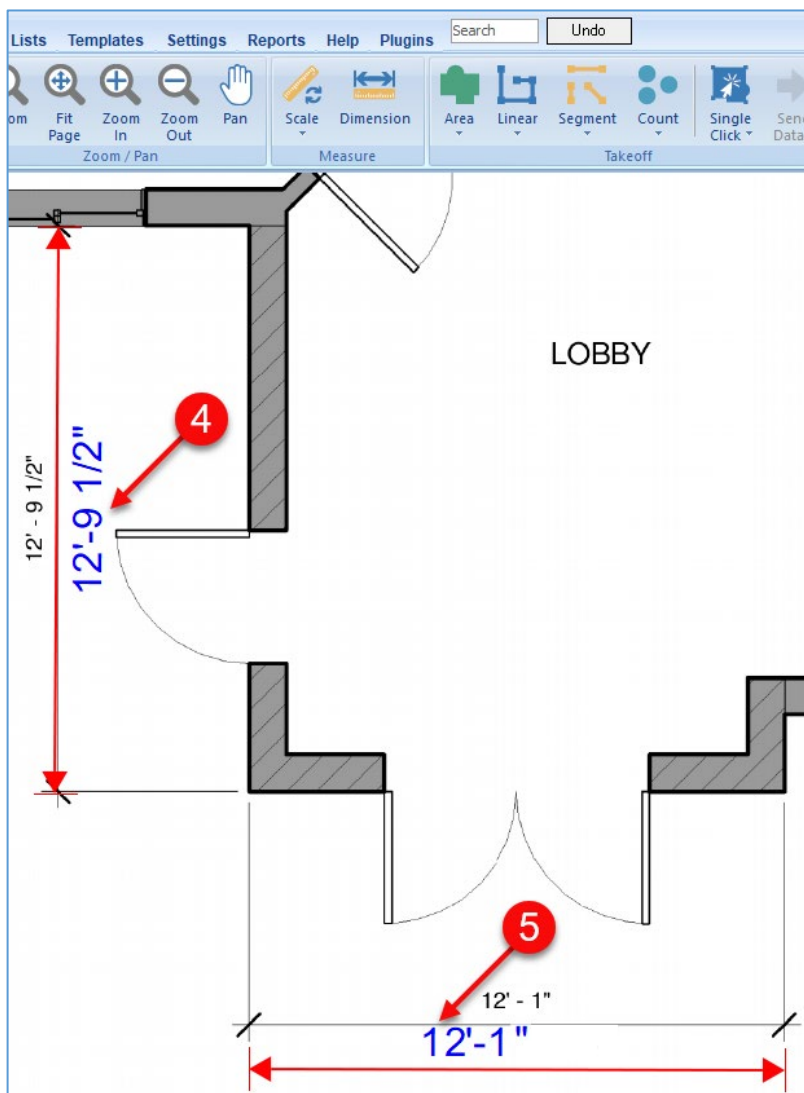 Lists Templates Settings Reports Help Plugins Search Undo
om Fit Page Zoom In Zoom Out Pan Scale Dimension Area Linear Segment Count Single Click Send Data
Zoom / Pan Measure Takeoff
LOBBY
4
12' - 9 1/2"
12'-9 1/2"
5
12' - 1"
12'-1"